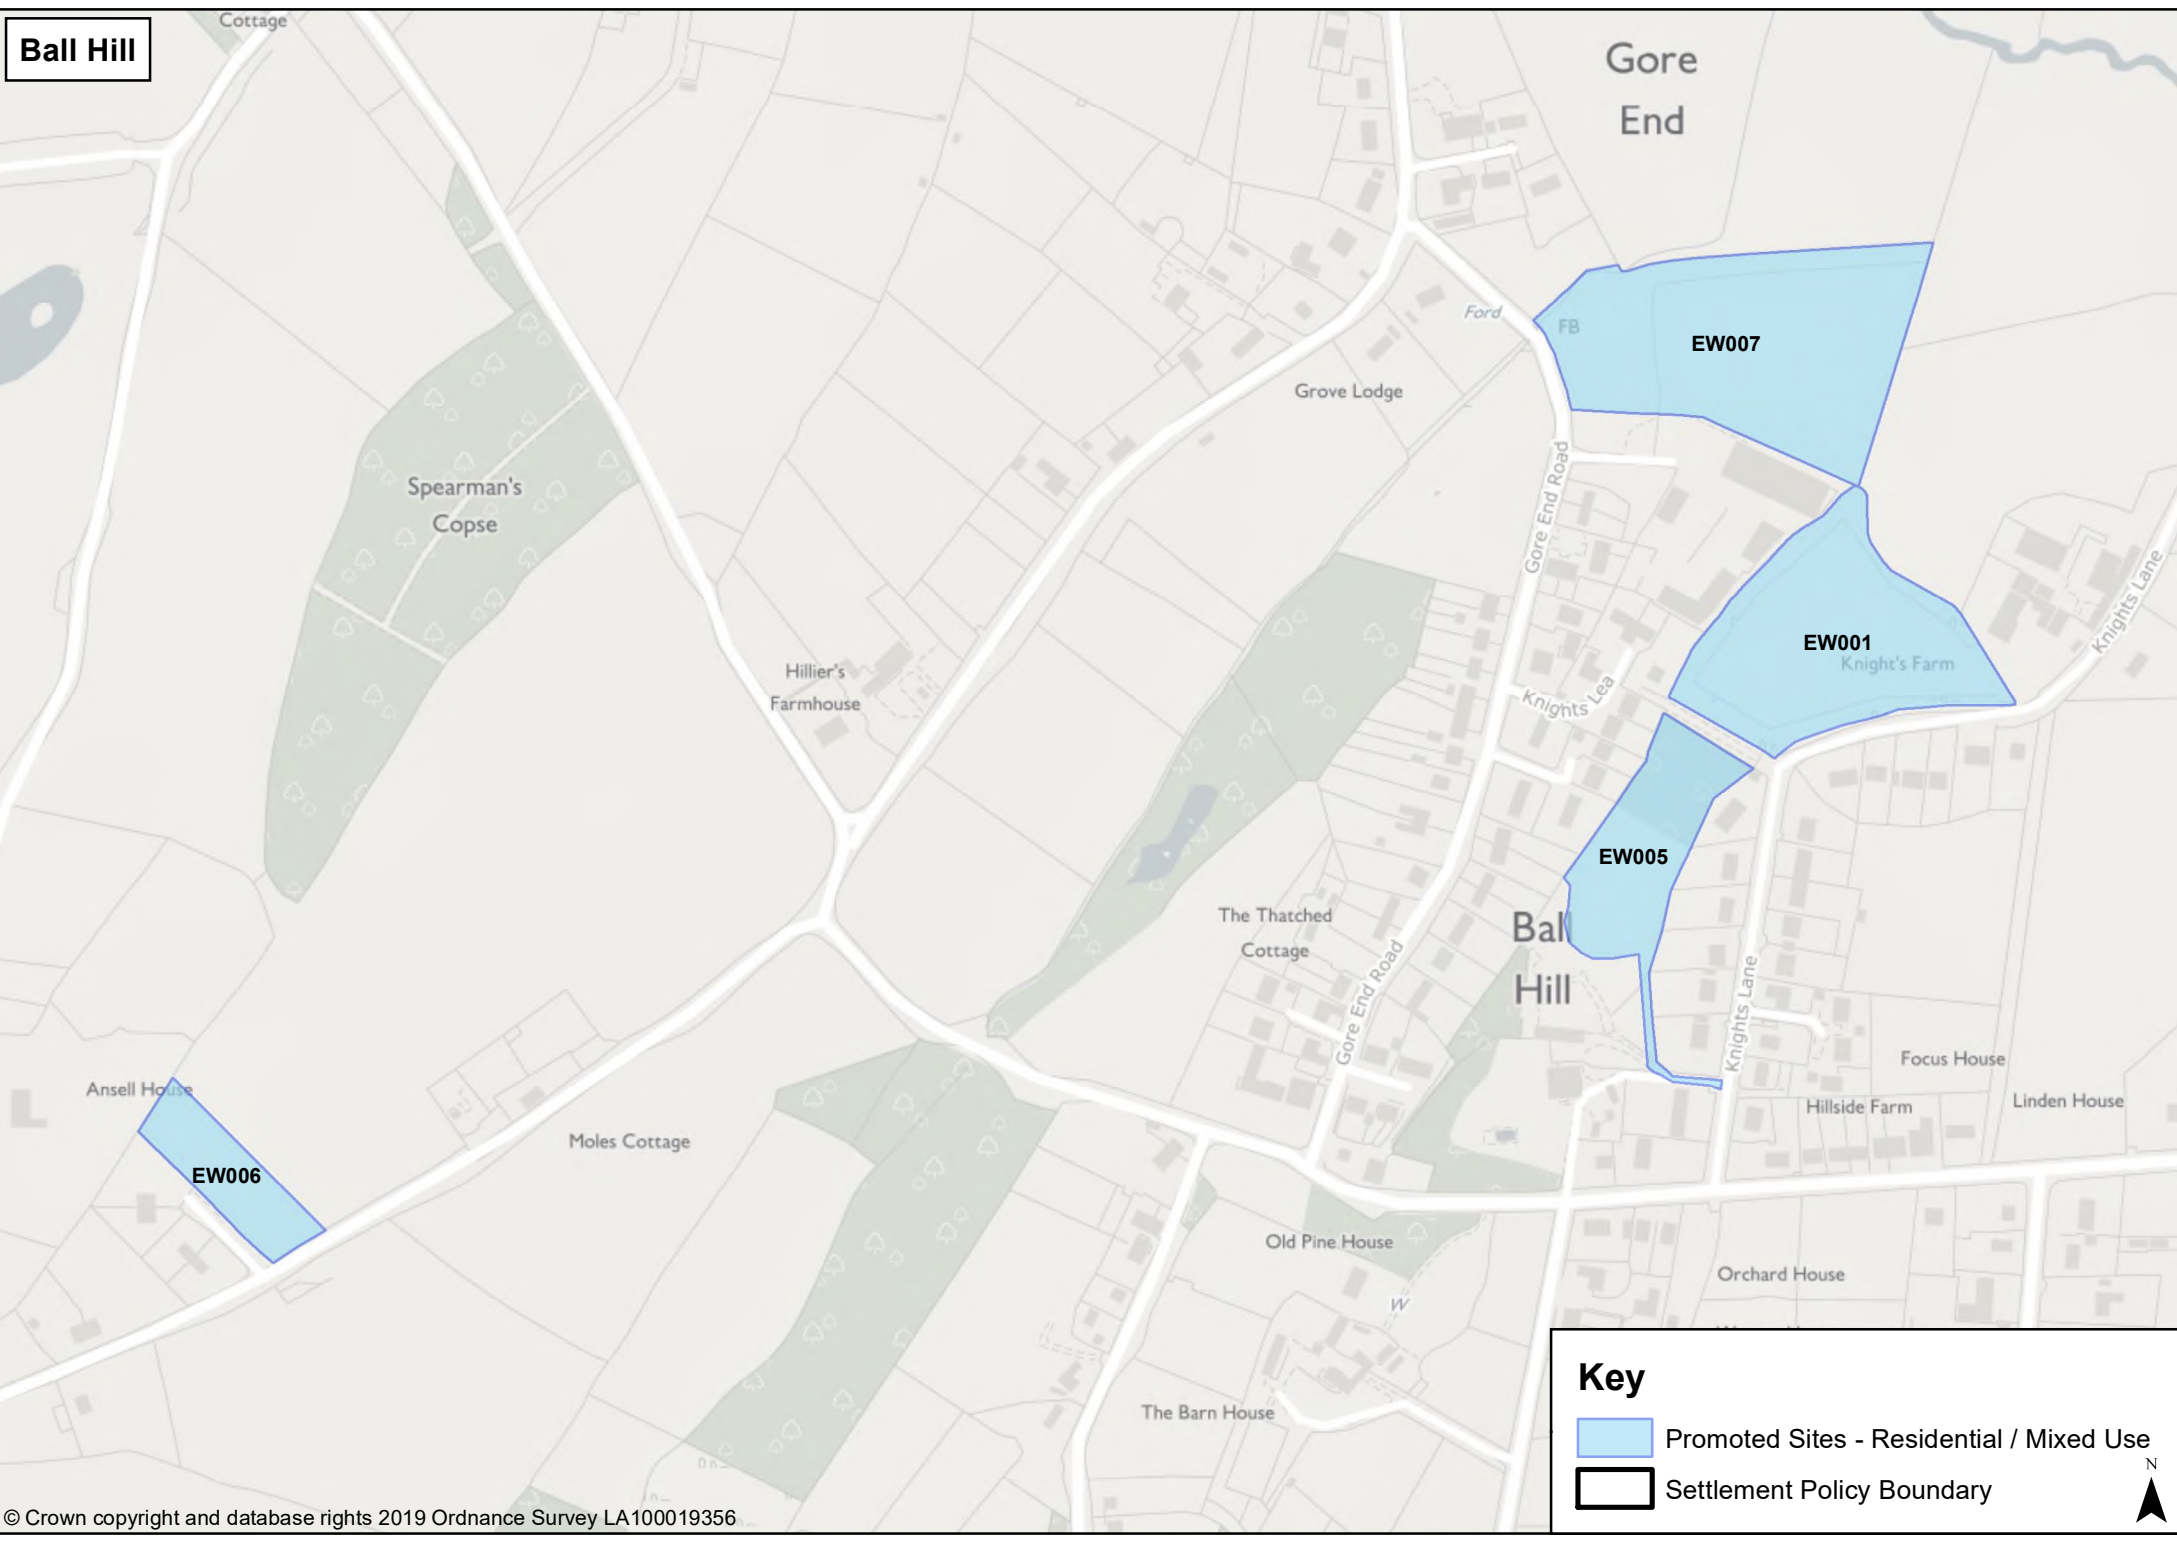 Cottage
Ball Hill
Gore
End
Ford
FB
EW007
Grove Lodge
Gore End Road
Spearman's
Copse
Knights Lane
EW001
Knight's Farm
Hillier's
Farmhouse
Knights Lea
EW005
The Thatched
Cottage
Ball
Hill
Gore End Road
Knights Lane
Focus House
Ansell House
Linden House
Hillside Farm
Moles Cottage
EW006
Old Pine House
Orchard House
W
The Barn House
Key
Promoted Sites - Residential / Mixed Use
Settlement Policy Boundary
N
© Crown copyright and database rights 2019 Ordnance Survey LA100019356